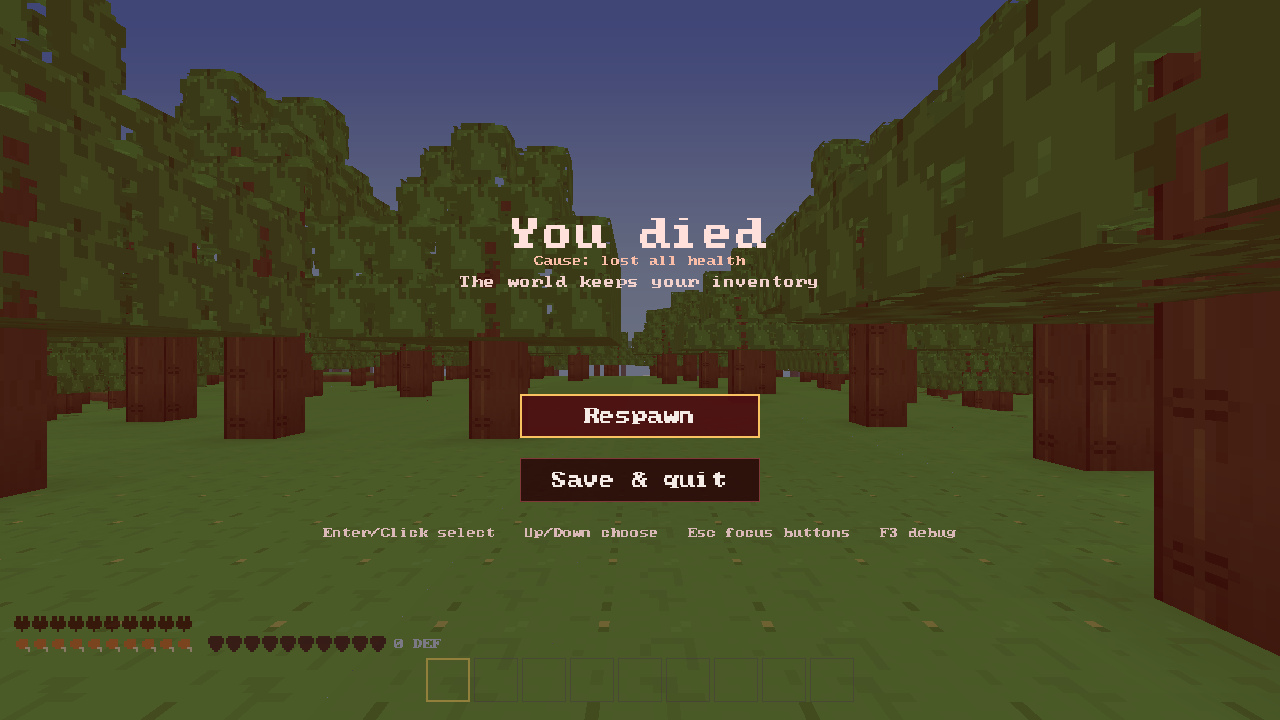 You died
Cause: lost all health
The world keeps your inventory
Respawn
Save & quit
Enter/Click select Up/Down choose Esc focus buttons F3 debug
0 DEF